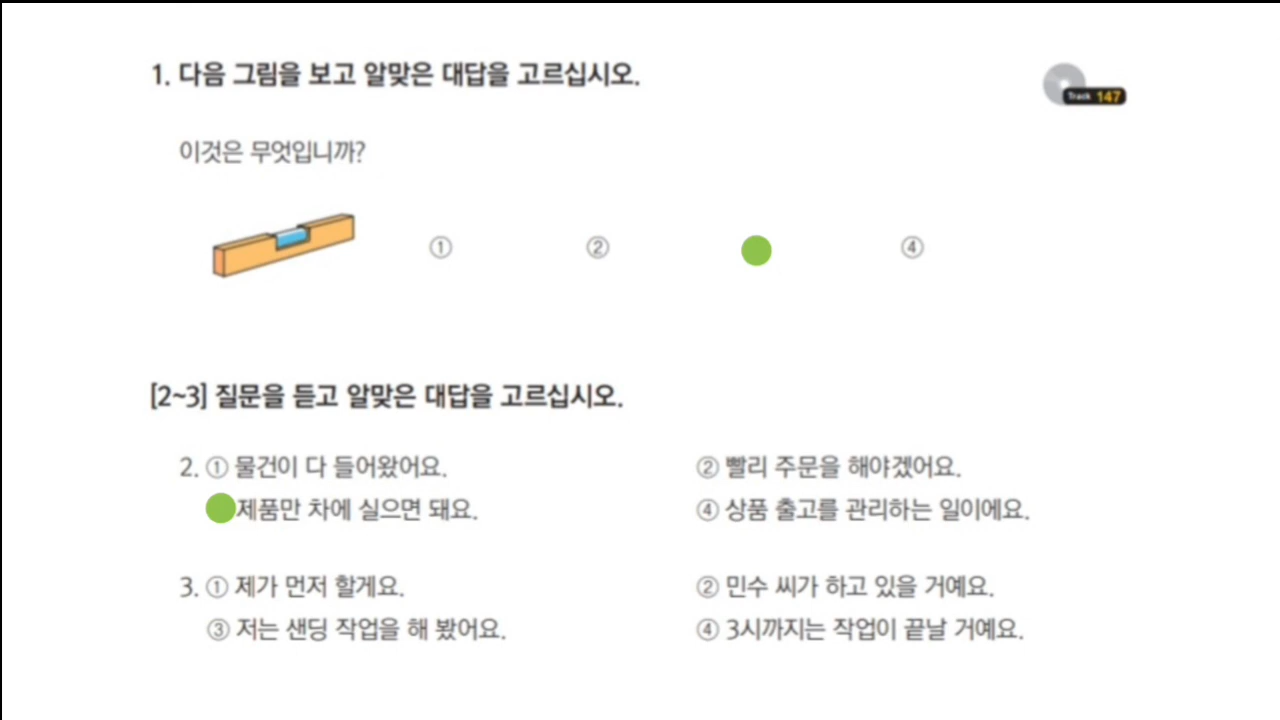 1. 다음 그림을 보고 알맞은 대답을 고르십시오.
Track 147
이것은 무엇입니까?
① ② ④
[2~3] 질문을 듣고 알맞은 대답을 고르십시오.
2. ① 물건이 다 들어왔어요. ② 빨리 주문을 해야겠어요.
제품만 차에 실으면 돼요. ④ 상품 출고를 관리하는 일이에요.
3. ① 제가 먼저 할게요. ② 민수 씨가 하고 있을 거예요.
③ 저는 샌딩 작업을 해 봤어요. ④ 3시까지는 작업이 끝날 거예요.